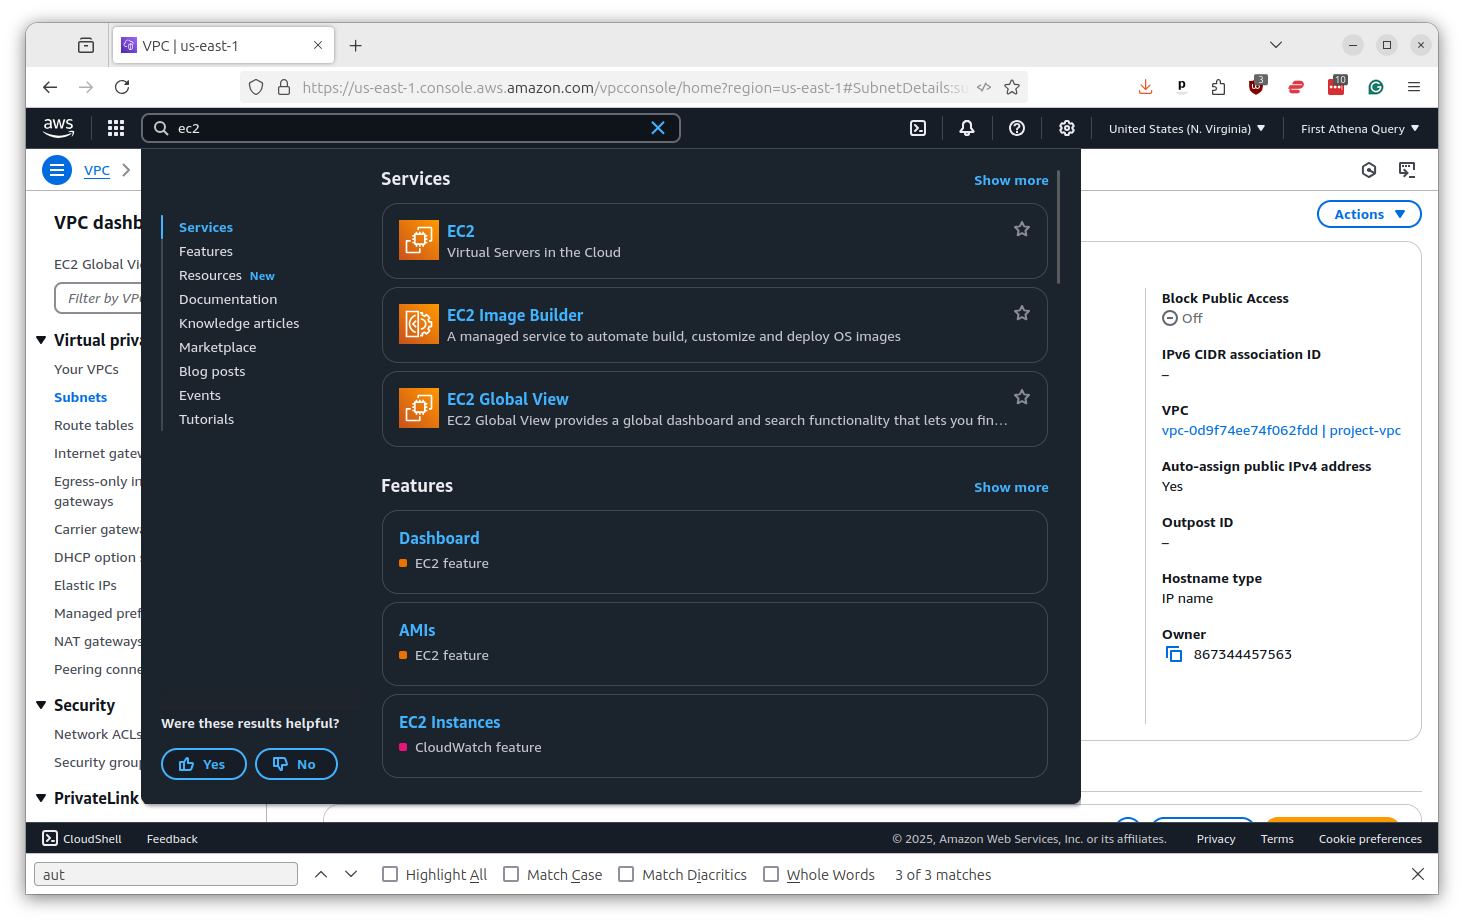 VPC | us-east-1
https://us-east-1.console.aws.amazon.com/vpcconsole/home?region=us-east-1#SubnetDetails:su
3
10
aws
ec2
United States (N. Virginia)
First Athena Query
VPC
VPC dashb
EC2 Global Vi
Filter by VP
Virtual priva
Your VPCs
Subnets
Route tables
Internet gatew
Egress-only in
gateways
Carrier gatewa
DHCP option
Elastic IPs
Managed pref
NAT gateways
Peering conne
Security
Network ACLs
Security group
PrivateLink
Services
Features
Resources New
Documentation
Knowledge articles
Marketplace
Blog posts
Events
Tutorials
Were these results helpful?
Yes
No
Services
Show more
EC2
Virtual Servers in the Cloud
EC2 Image Builder
A managed service to automate build, customize and deploy OS images
EC2 Global View
EC2 Global View provides a global dashboard and search functionality that lets you fin...
Features
Show more
Dashboard
EC2 feature
AMIs
EC2 feature
EC2 Instances
CloudWatch feature
Actions
Block Public Access
Off
IPv6 CIDR association ID
–
VPC
vpc-0d9f74ee74f062fdd | project-vpc
Auto-assign public IPv4 address
Yes
Outpost ID
–
Hostname type
IP name
Owner
867344457563
CloudShell
Feedback
© 2025, Amazon Web Services, Inc. or its affiliates.
Privacy
Terms
Cookie preferences
aut
Highlight All
Match Case
Match Diacritics
Whole Words
3 of 3 matches